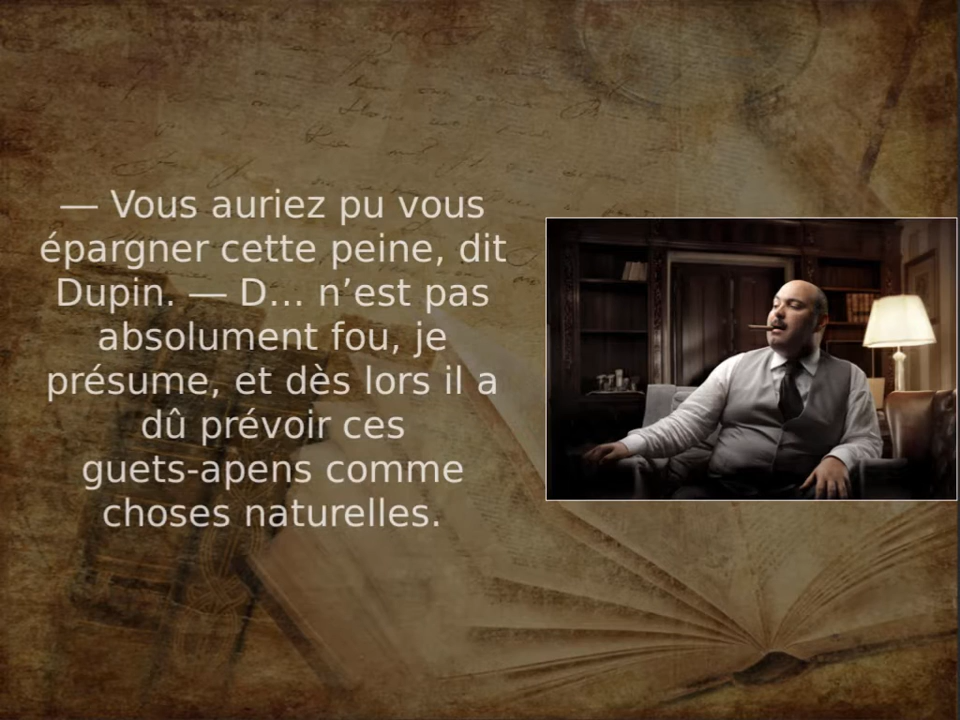 — Vous auriez pu vous
épargner cette peine, dit
Dupin. — D… n’est pas
absolument fou, je
présume, et dès lors il a
dû prévoir ces
guets-apens comme
choses naturelles.